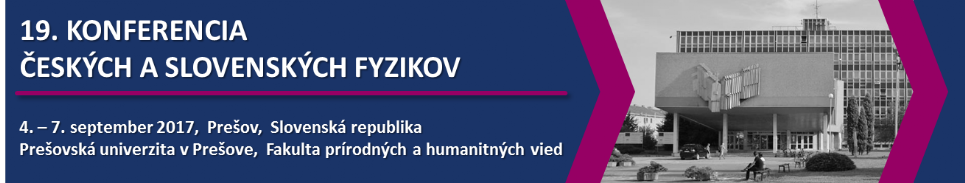 19. KONFERENCIA
ČESKÝCH A SLOVENSKÝCH FYZIKOV
4. – 7. september 2017, Prešov, Slovenská republika
Prešovská univerzita v Prešove, Fakulta prírodných a humanitných vied